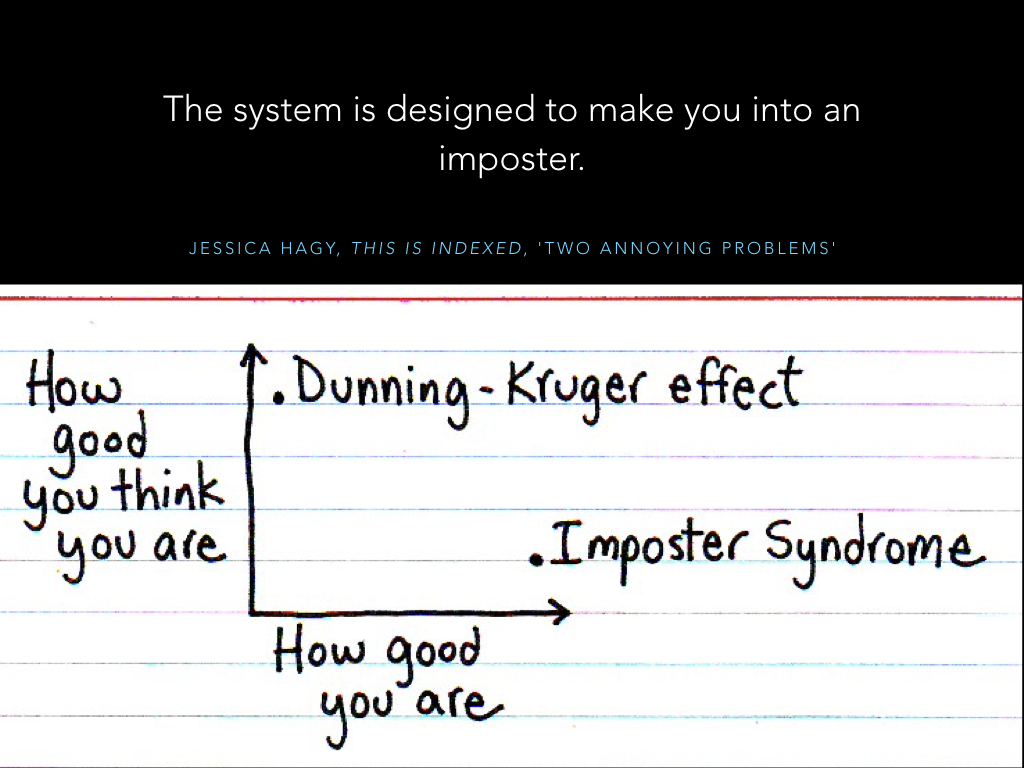 The system is designed to make you into an
imposter.
JESSICA HAGY, THIS IS INDEXED, 'TWO ANNOYING PROBLEMS'
How
good
you think
you are
.Dunning-Kruger effect
.Imposter Syndrome
How good
you are